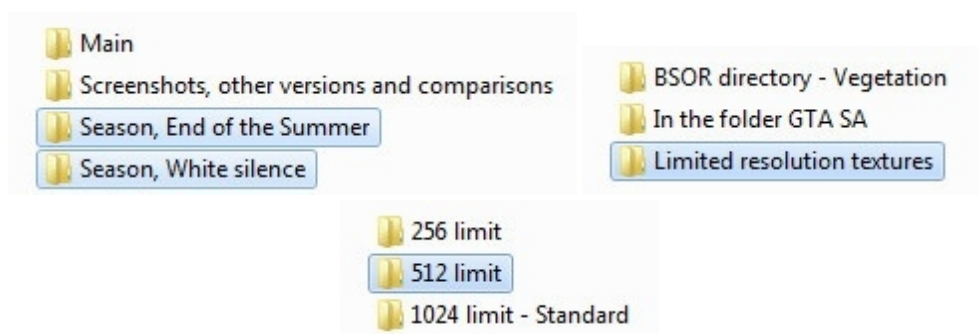 Main
Screenshots, other versions and comparisons
Season, End of the Summer
Season, White silence
BSOR directory - Vegetation
In the folder GTA SA
Limited resolution textures
256 limit
512 limit
1024 limit - Standard